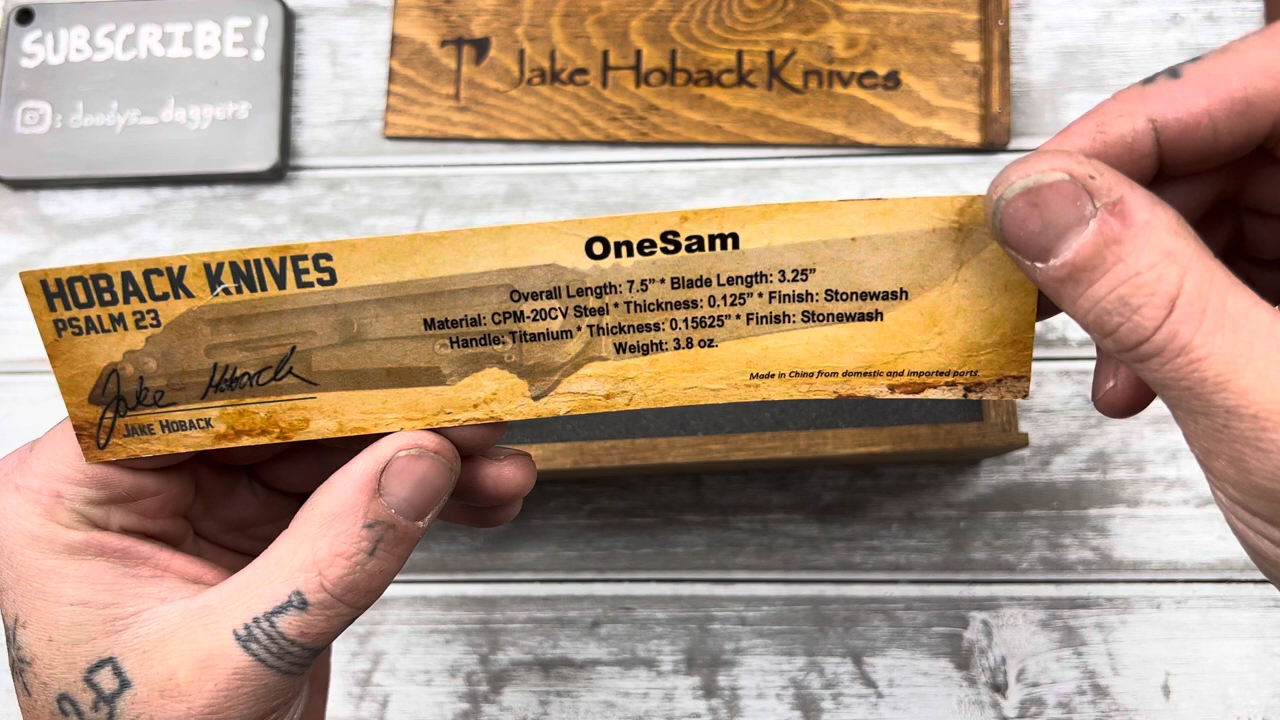 SUBSCRIBE!
: doodys_daggers
Jake Hoback Knives
HOBACK KNIVES
PSALM 23
OneSam
Overall Length: 7.5” * Blade Length: 3.25”
Material: CPM-20CV Steel * Thickness: 0.125” * Finish: Stonewash
Handle: Titanium * Thickness: 0.15625” * Finish: Stonewash
Weight: 3.8 oz.
Made in China from domestic and imported parts.
Jake Hoback
JAKE HOBACK